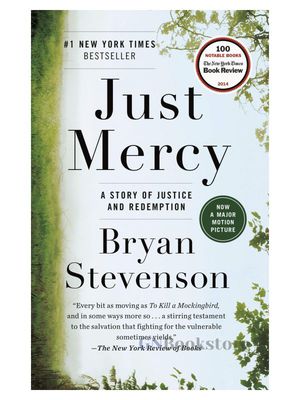 #1 NEW YORK TIMES
BESTSELLER
100
NOTABLE BOOKS
The New York Times
Book Review
2014
Just
Mercy
A STORY OF JUSTICE
AND REDEMPTION
NOW
A MAJOR
MOTION
PICTURE
Bryan
Stevenson
“Every bit as moving as To Kill a Mockingbird,
and in some ways more so . . . a stirring testament
to the salvation that fighting for the vulnerable
sometimes yields.”
—The New York Review of Books